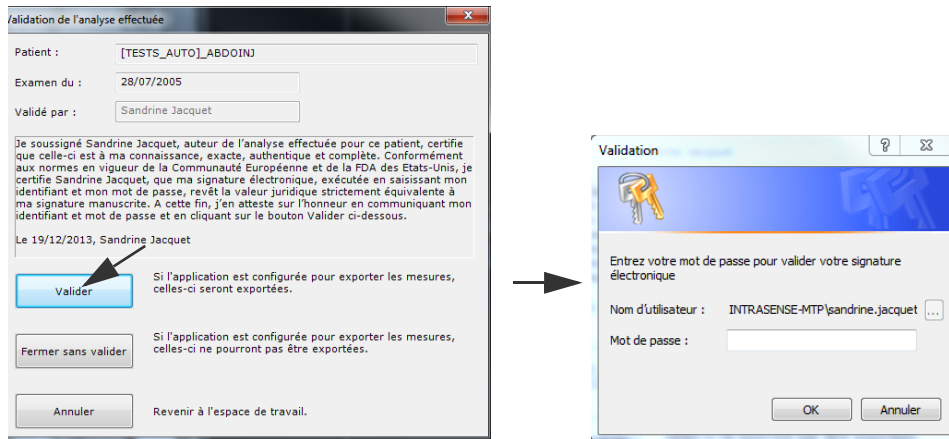 Validation de l'analyse effectuée
Patient : [TESTS_AUTO]_ABDOINJ
Examen du : 28/07/2005
Validé par : Sandrine Jacquet
Je soussigné Sandrine Jacquet, auteur de l'analyse effectuée pour ce patient, certifie
que celle-ci est à ma connaissance, exacte, authentique et complète. Conformément
aux normes en vigueur de la Communauté Européenne et de la FDA des Etats-Unis, je
certifie Sandrine Jacquet, que ma signature électronique, exécutée en saisissant mon
identifiant et mon mot de passe, revêt la valeur juridique strictement équivalente à
ma signature manuscrite. A cette fin, j'en atteste sur l'honneur en communiquant mon
identifiant et mot de passe et en cliquant sur le bouton Valider ci-dessous.
Le 19/12/2013, Sandrine Jacquet
Valider
Si l'application est configurée pour exporter les mesures,
celles-ci seront exportées.
Fermer sans valider
Si l'application est configurée pour exporter les mesures,
celles-ci ne pourront pas être exportées.
Annuler
Revenir à l'espace de travail.
Validation
Entrez votre mot de passe pour valider votre signature
électronique
Nom d'utilisateur : INTRASENSE-MTP\sandrine.jacquet ...
Mot de passe :
OK
Annuler